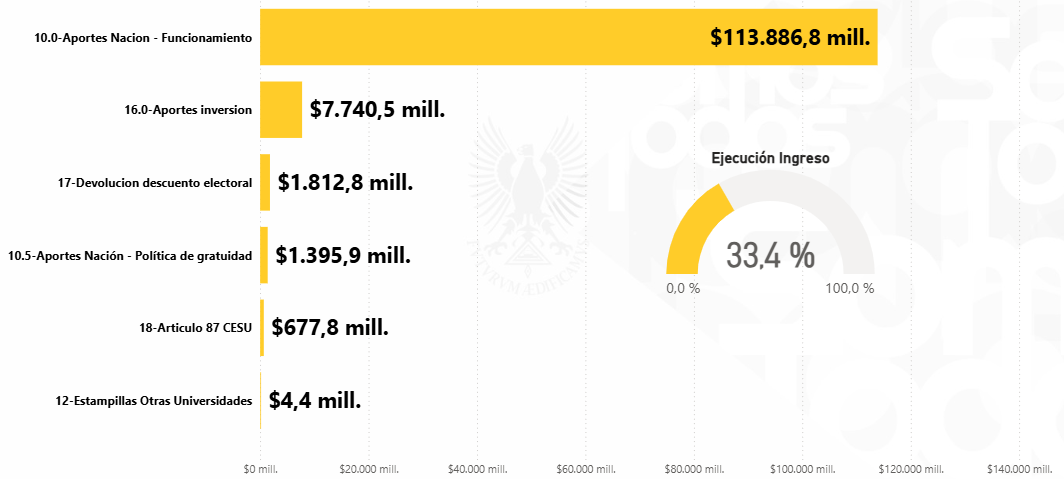 10.0-Aportes Nacion - Funcionamiento
$113.886,8 mill.
16.0-Aportes inversion
$7.740,5 mill.
17-Devolucion descuento electoral
$1.812,8 mill.
10.5-Aportes Nación - Política de gratuidad
$1.395,9 mill.
18-Articulo 87 CESU
$677,8 mill.
12-Estampillas Otras Universidades
$4,4 mill.
Ejecución Ingreso
33,4 %
0,0 %
100,0 %
$0 mill.
$20.000 mill.
$40.000 mill.
$60.000 mill.
$80.000 mill.
$100.000 mill.
$120.000 mill.
$140.000 mill.